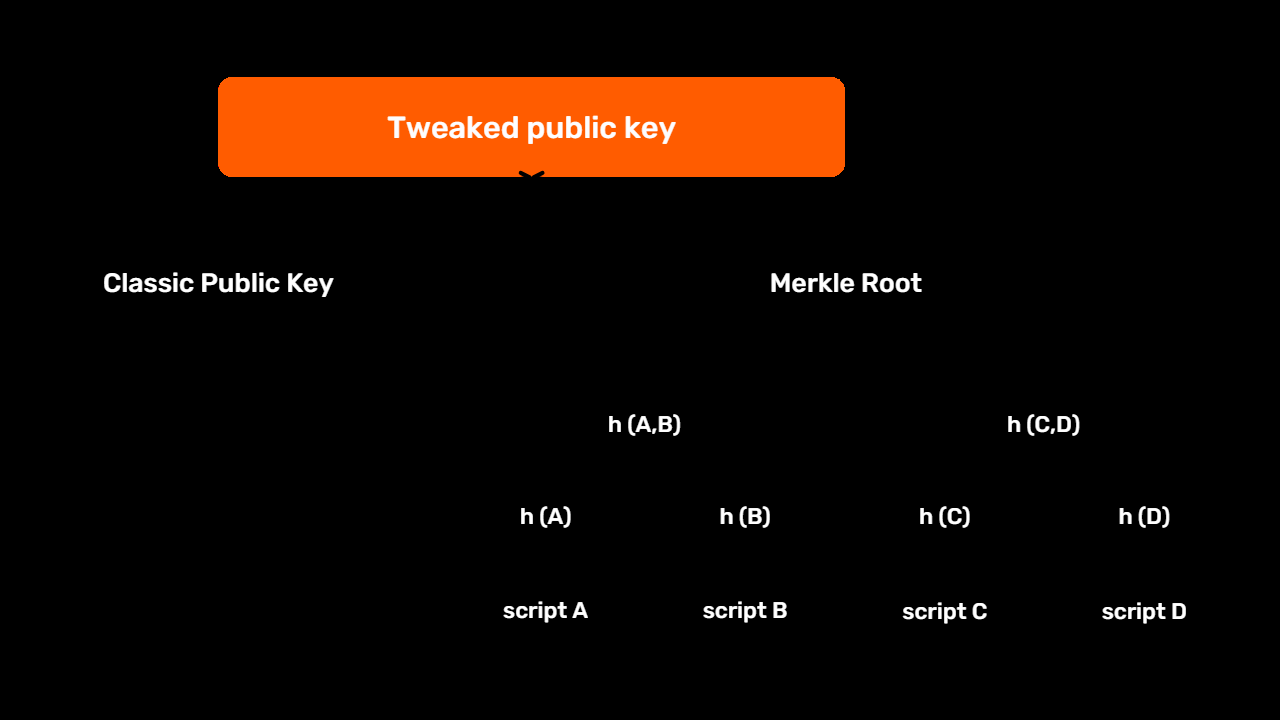 Tweaked public key
Classic Public Key
Merkle Root
h (A,B)
h (C,D)
h (A)
h (B)
h (C)
h (D)
script A
script B
script C
script D